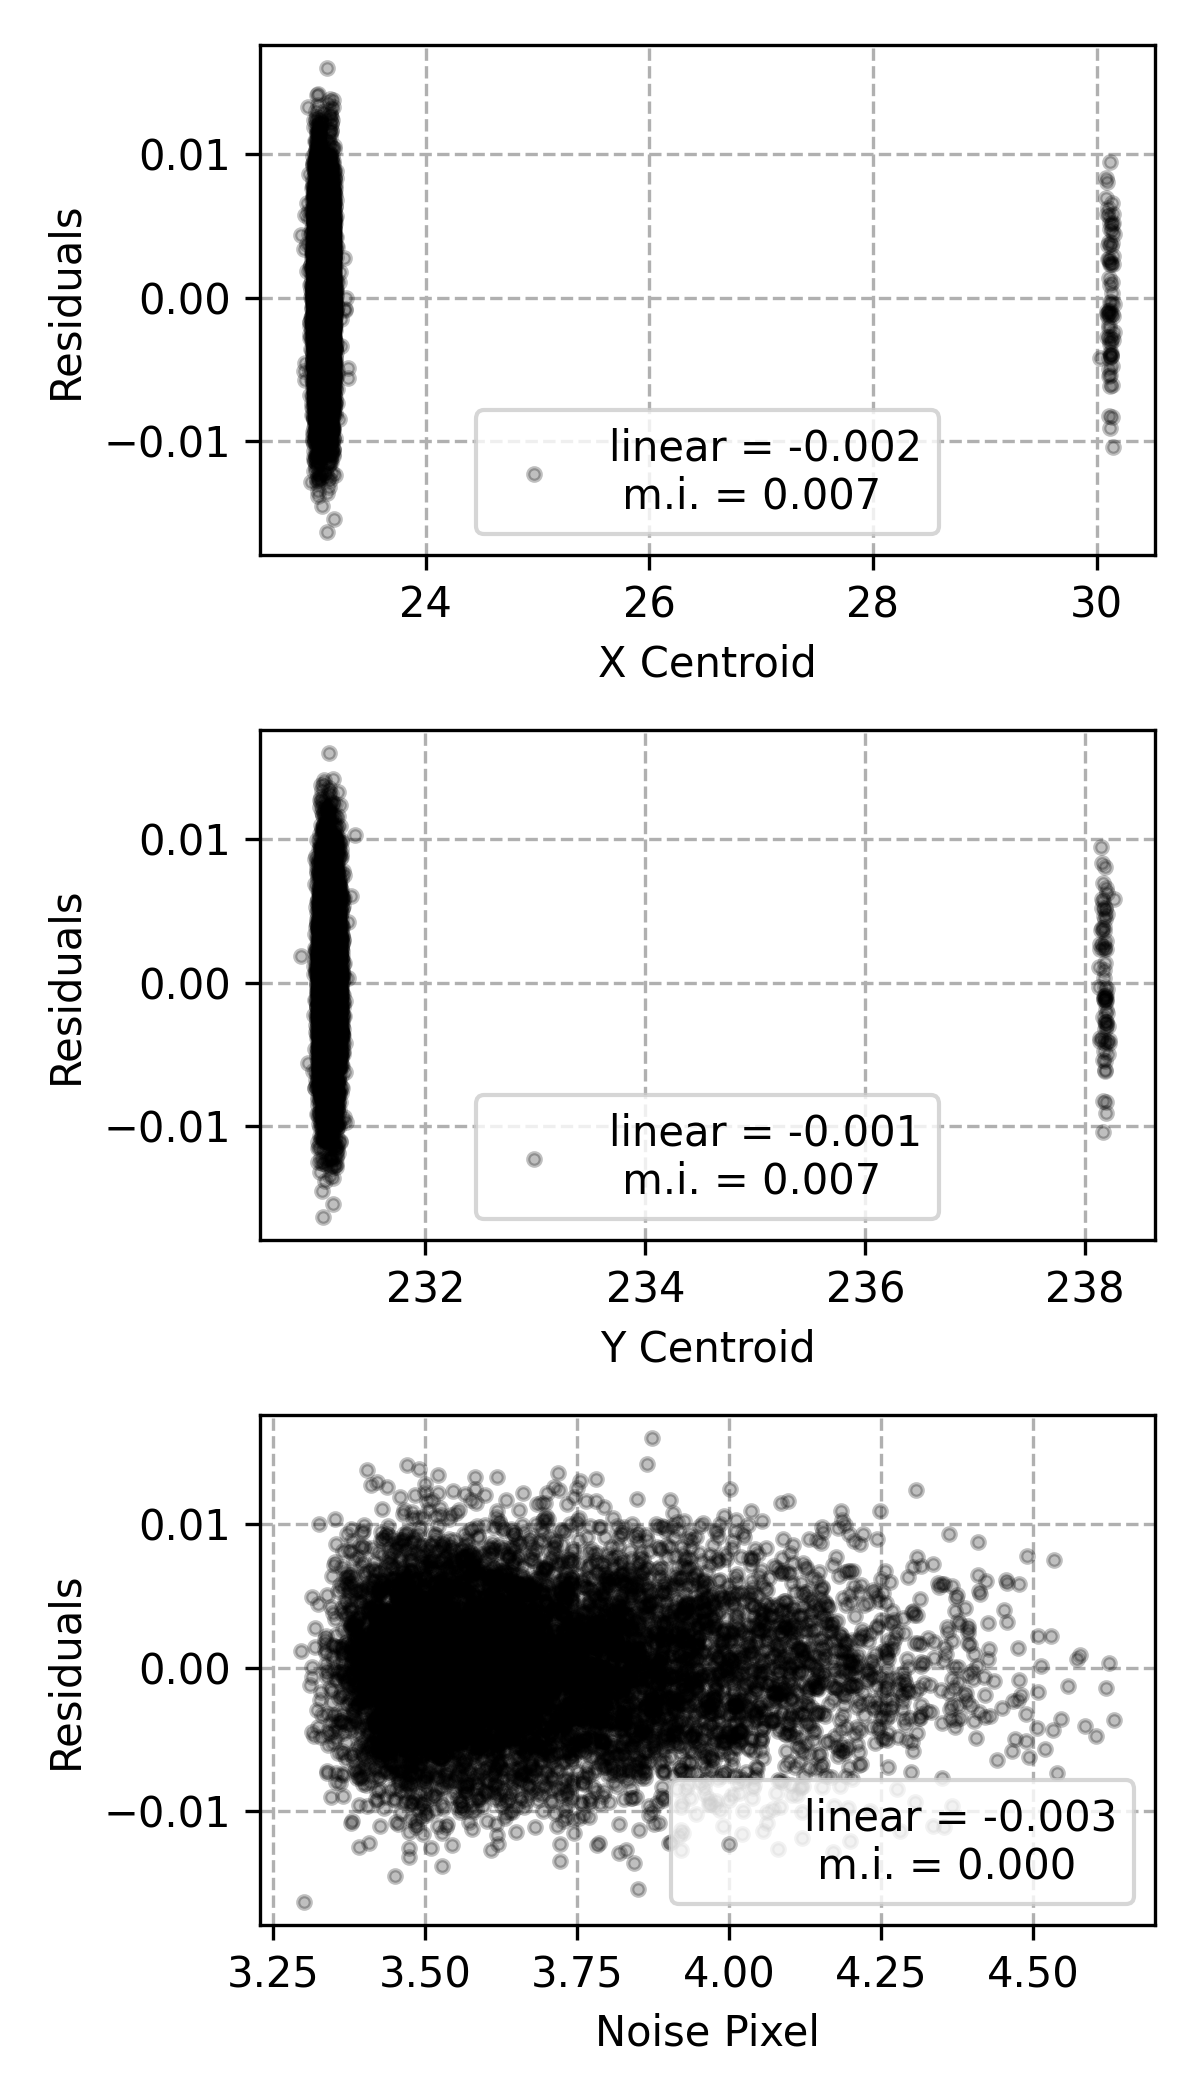 0.01
0.00
−0.01
Residuals
linear = -0.002
m.i. = 0.007
24 26 28 30
X Centroid
0.01
0.00
−0.01
Residuals
linear = -0.001
m.i. = 0.007
232 234 236 238
Y Centroid
0.01
0.00
−0.01
Residuals
linear = -0.003
m.i. = 0.000
3.25 3.50 3.75 4.00 4.25 4.50
Noise Pixel